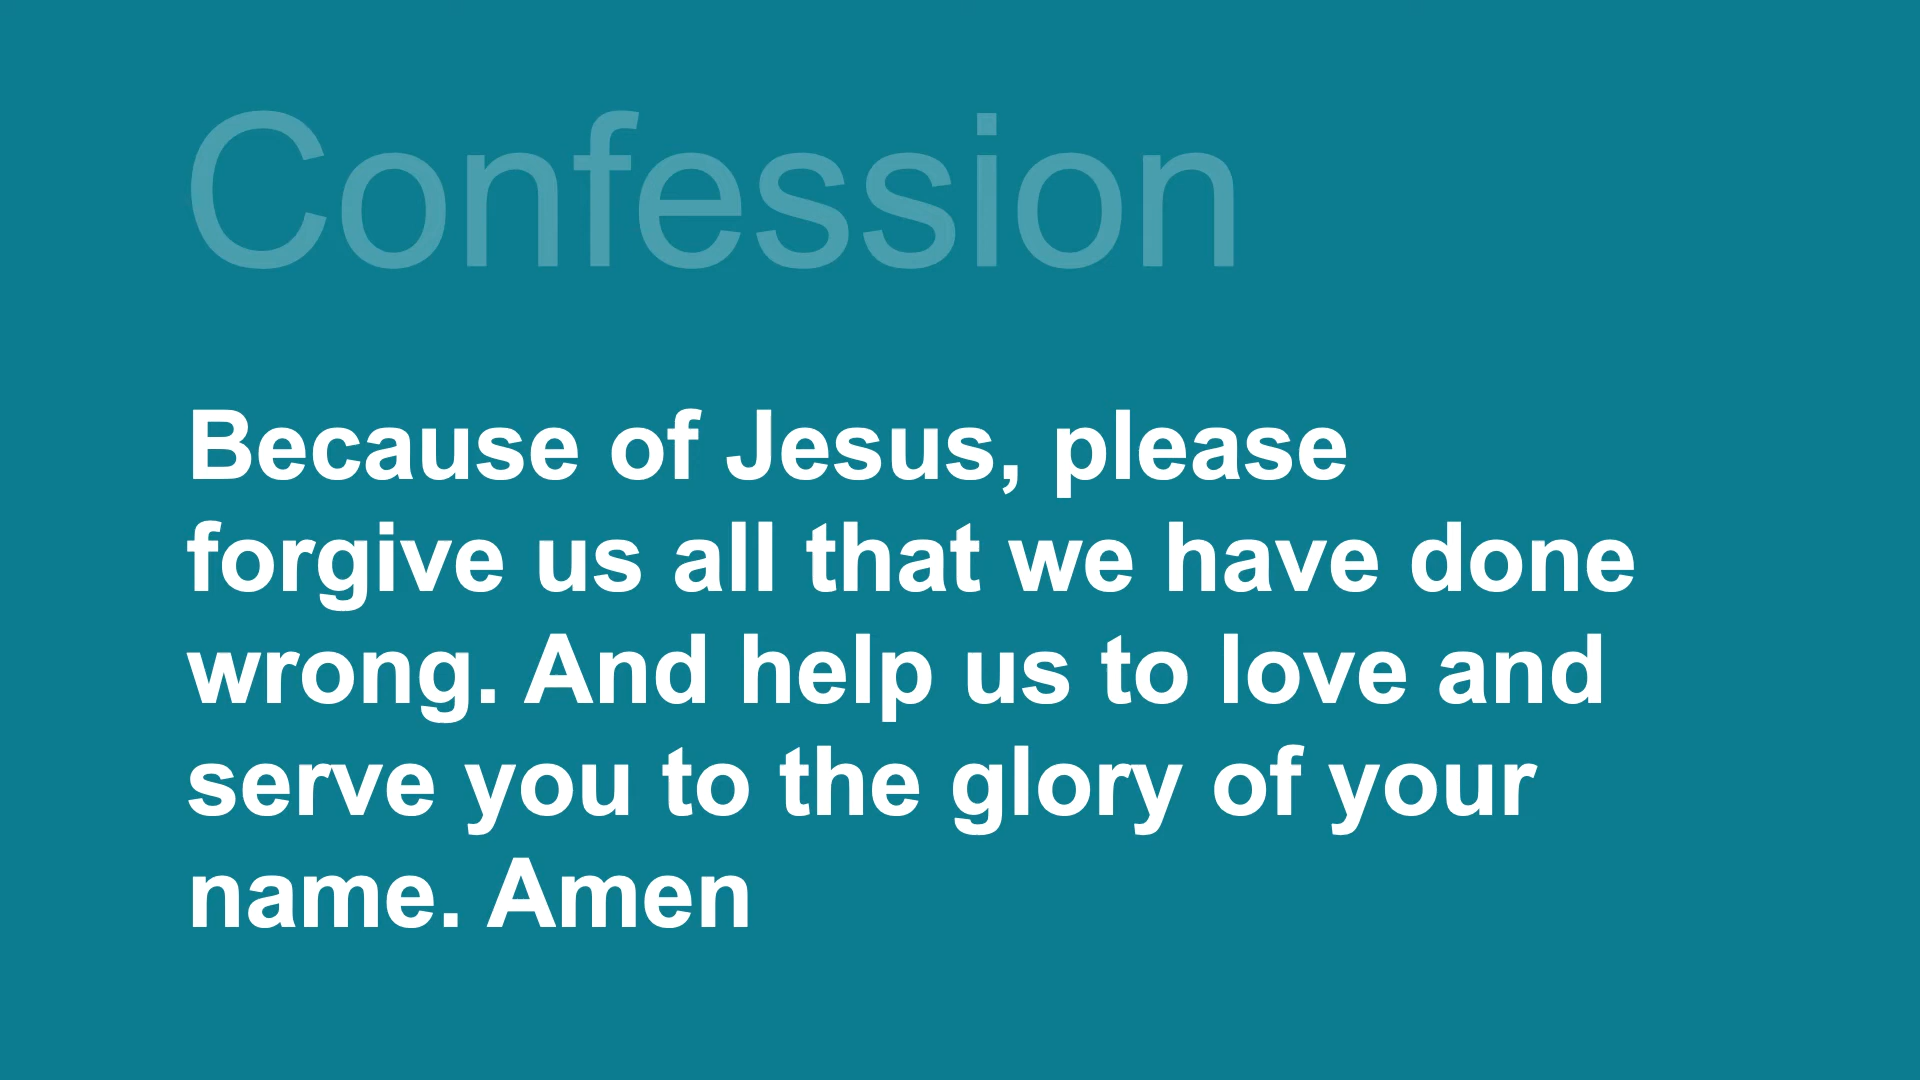 Confession
Because of Jesus, please
forgive us all that we have done
wrong. And help us to love and
serve you to the glory of your
name. Amen